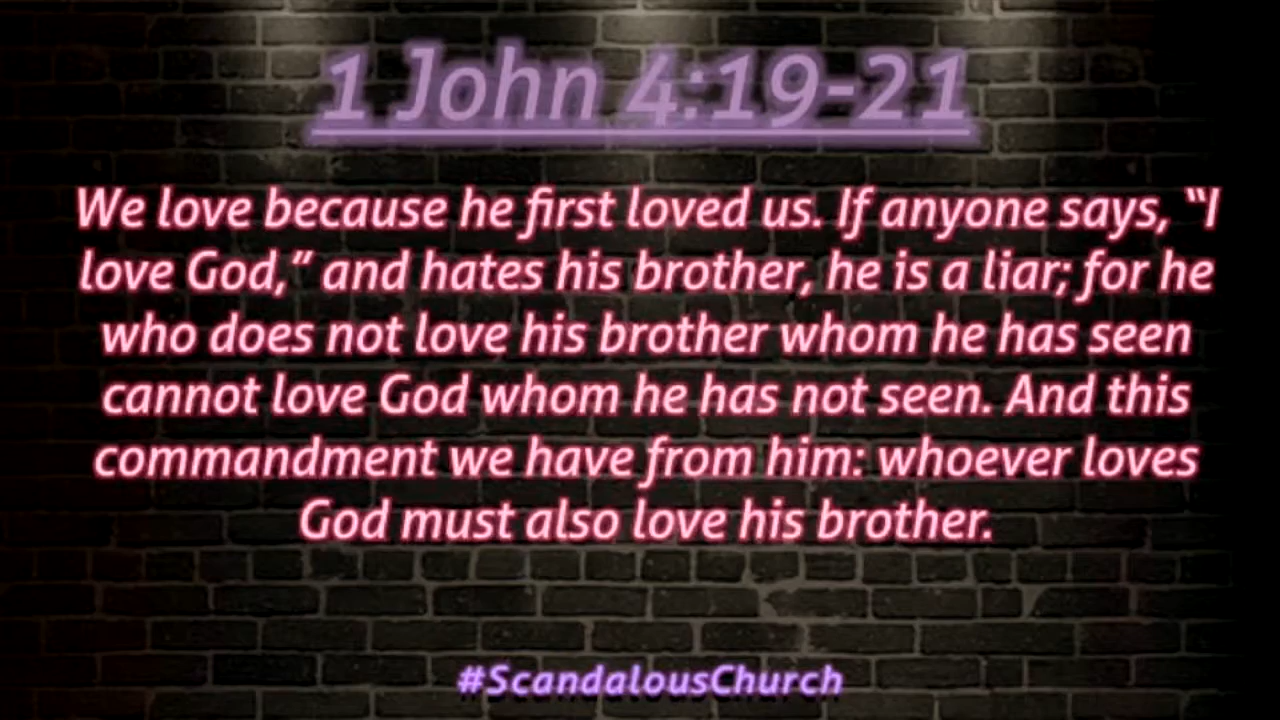 1 John 4:19-21
We love because he first loved us. If anyone says, “I
love God,” and hates his brother, he is a liar; for he
who does not love his brother whom he has seen
cannot love God whom he has not seen. And this
commandment we have from him: whoever loves
God must also love his brother.
#ScandalousChurch